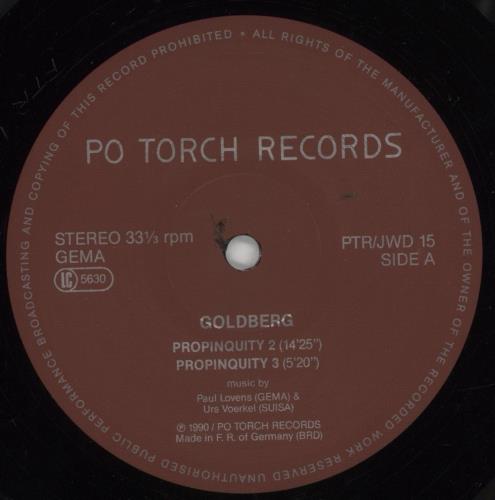 UNAUTHORISED PUBLIC PERFORMANCE BROADCASTING AND COPYING OF THIS RECORD PROHIBITED • ALL RIGHTS OF THE MANUFACTURER AND OF THE OWNER OF THE RECORDED WORK RESERVED
PO TORCH RECORDS
STEREO 33⅓ rpm
GEMA
LC 5630
PTR/JWD 15
SIDE A
GOLDBERG
PROPINQUITY 2 (14'25")
PROPINQUITY 3 (5'20")
music by
Paul Lovens (GEMA) &
Urs Voerkel (SUISA)
℗ 1990 / PO TORCH RECORDS
Made in F. R. of Germany (BRD)